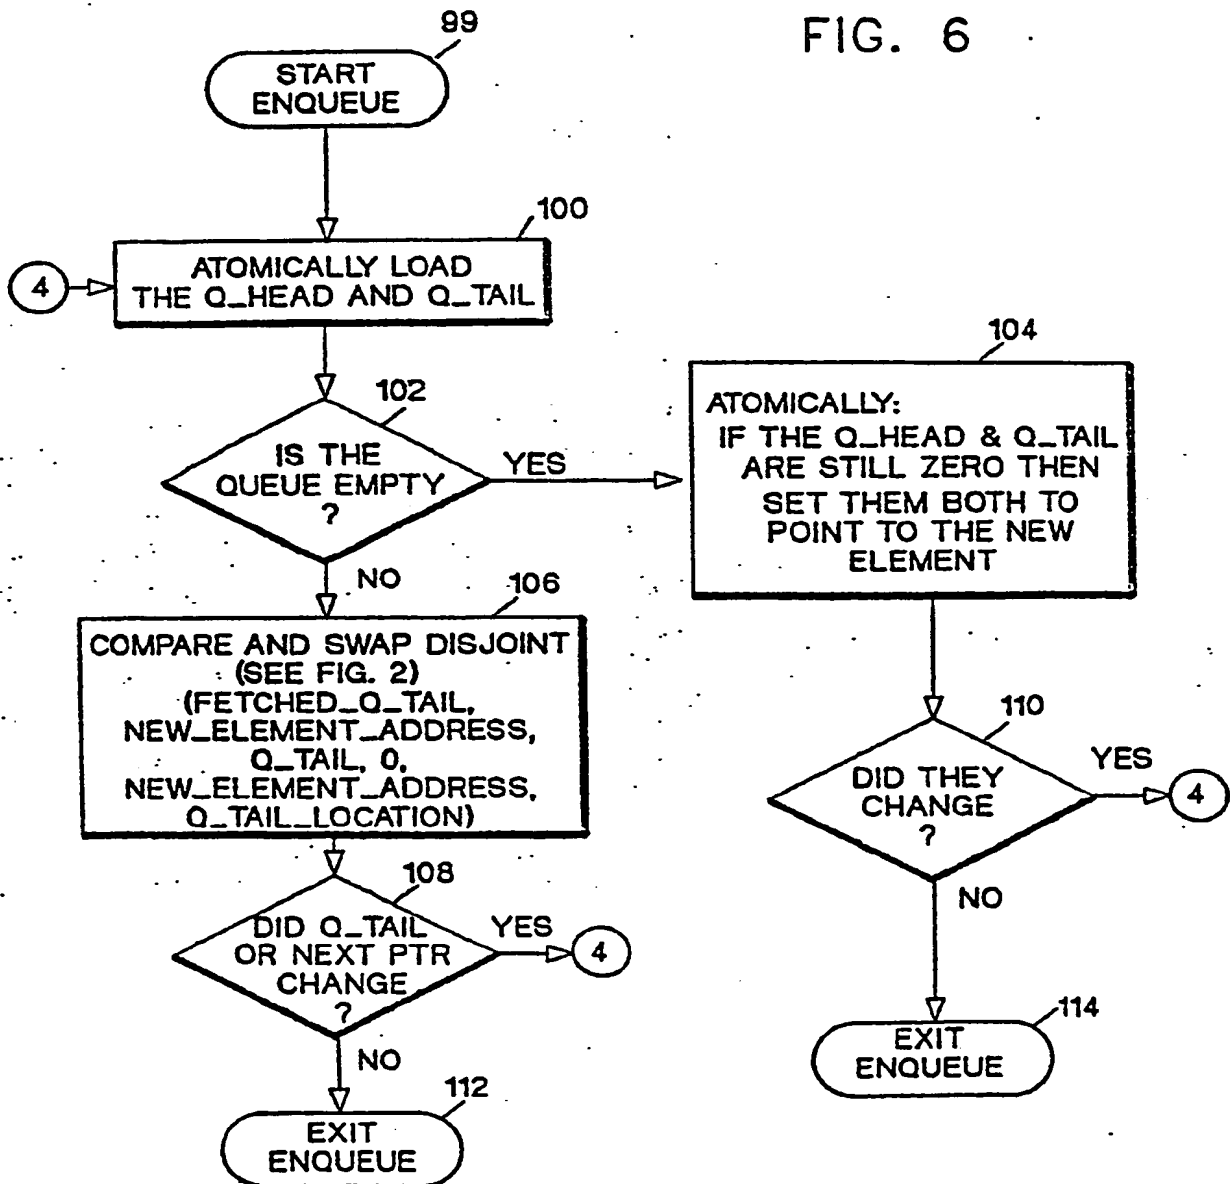 FIG. 6
99
START
ENQUEUE
100
4
ATOMICALLY LOAD
THE Q_HEAD AND Q_TAIL
102
IS THE
QUEUE EMPTY
?
YES
NO
104
ATOMICALLY:
IF THE Q_HEAD & Q_TAIL
ARE STILL ZERO THEN
SET THEM BOTH TO
POINT TO THE NEW
ELEMENT
106
COMPARE AND SWAP DISJOINT
(SEE FIG. 2)
(FETCHED_Q_TAIL,
NEW_ELEMENT_ADDRESS,
Q_TAIL, 0,
NEW_ELEMENT_ADDRESS,
Q_TAIL_LOCATION)
108
DID Q_TAIL
OR NEXT PTR
CHANGE
?
YES
4
NO
112
EXIT
ENQUEUE
110
DID THEY
CHANGE
?
YES
4
NO
114
EXIT
ENQUEUE